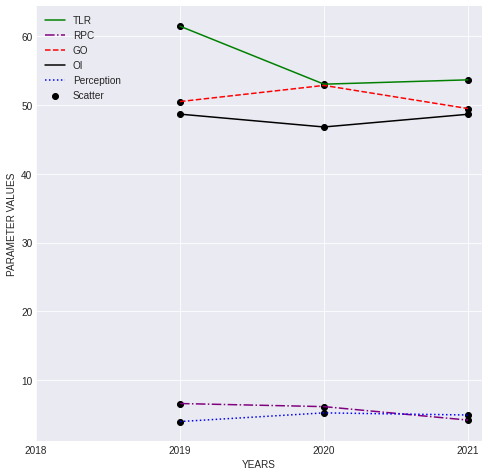 TLR
RPC
GO
OI
Perception
Scatter
PARAMETER VALUES
60
50
40
30
20
10
2018
2019
2020
2021
YEARS